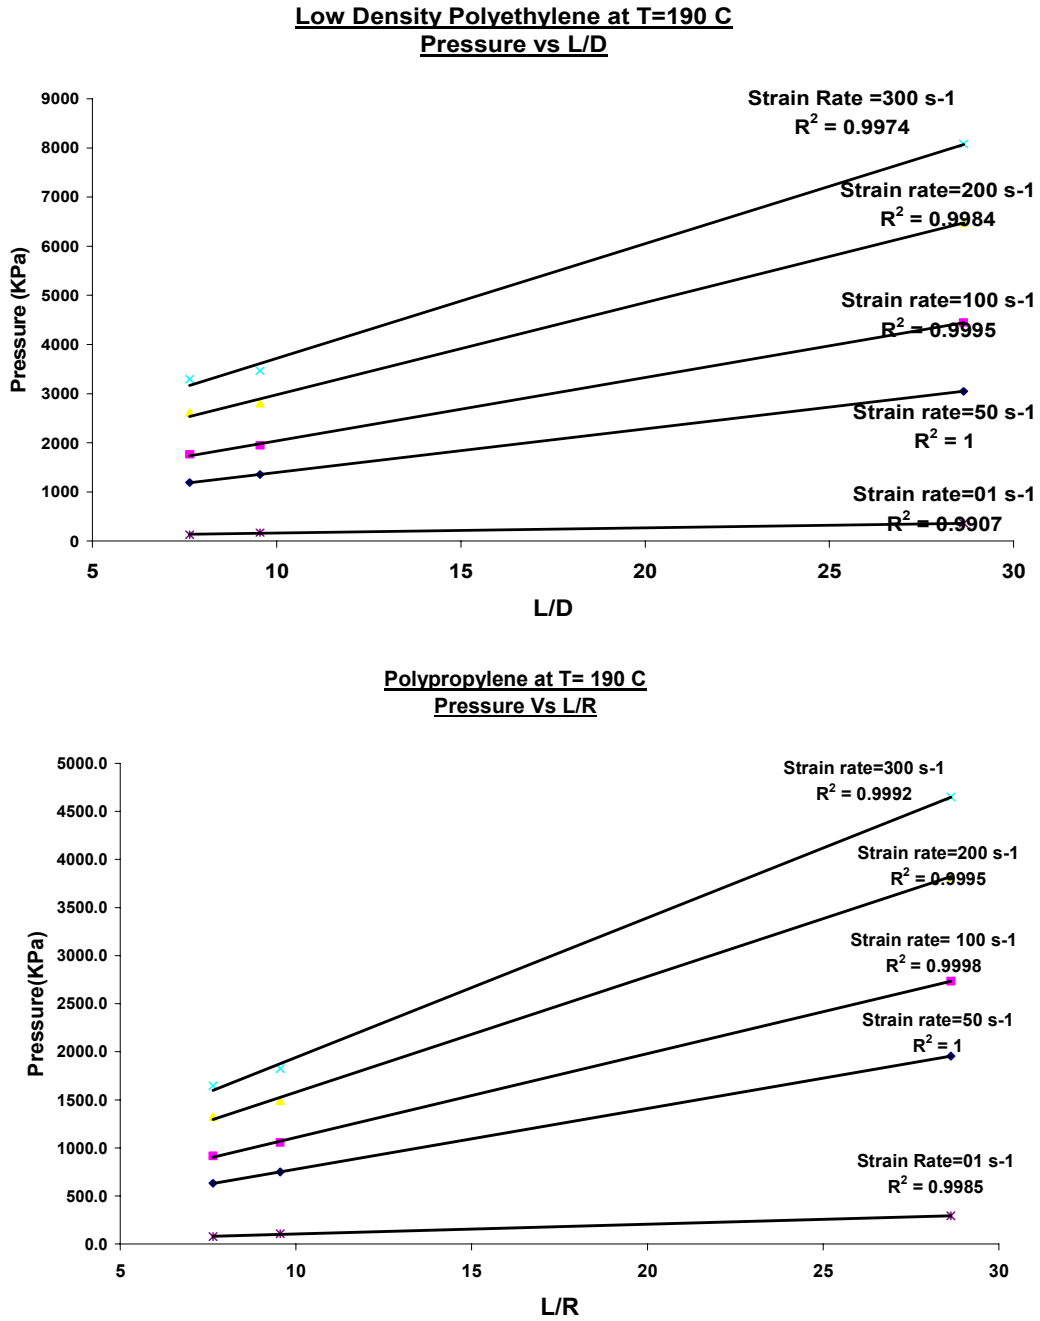 Low Density Polyethylene at T=190 C
Pressure vs L/D
9000
8000
7000
6000
5000
4000
3000
2000
1000
0
Pressure (KPa)
Strain Rate =300 s-1
R² = 0.9974
Strain rate=200 s-1
R² = 0.9984
Strain rate=100 s-1
R² = 0.9995
Strain rate=50 s-1
R² = 1
Strain rate=01 s-1
R² = 0.9907
5 10 15 20 25 30
L/D
Polypropylene at T= 190 C
Pressure Vs L/R
5000.0
4500.0
4000.0
3500.0
3000.0
2500.0
2000.0
1500.0
1000.0
500.0
0.0
Pressure(KPa)
Strain rate=300 s-1
R² = 0.9992
Strain rate=200 s-1
R² = 0.9995
Strain rate= 100 s-1
R² = 0.9998
Strain rate=50 s-1
R² = 1
Strain Rate=01 s-1
R² = 0.9985
5 10 15 20 25 30
L/R